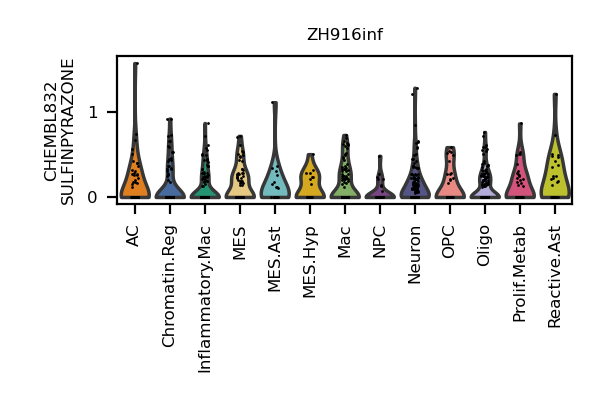 ZH916inf
CHEMBL832
SULFINPYRAZONE
1
0
AC
Chromatin.Reg
Inflammatory.Mac
MES
MES.Ast
MES.Hyp
Mac
NPC
Neuron
OPC
Oligo
Prolif.Metab
Reactive.Ast